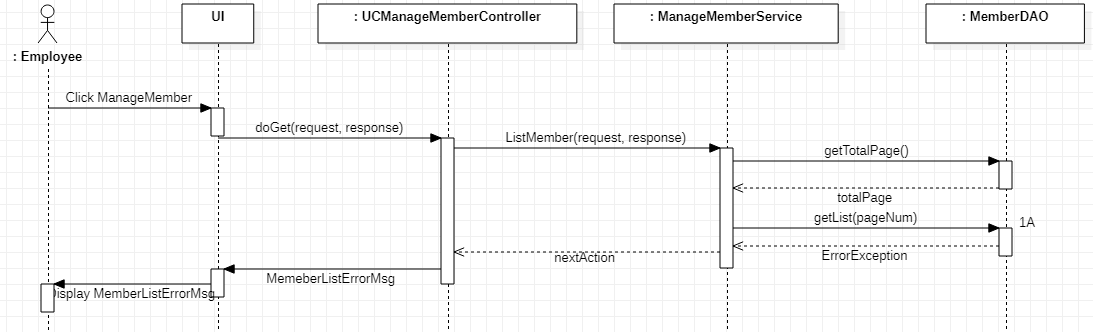 UI
: UCManageMemberController
: ManageMemberService
: MemberDAO
: Employee
Click ManageMember
doGet(request, response)
ListMember(request, response)
getTotalPage()
totalPage
getList(pageNum)
1A
ErrorException
nextAction
MemeberListErrorMsg
Display MemberListErrorMsg